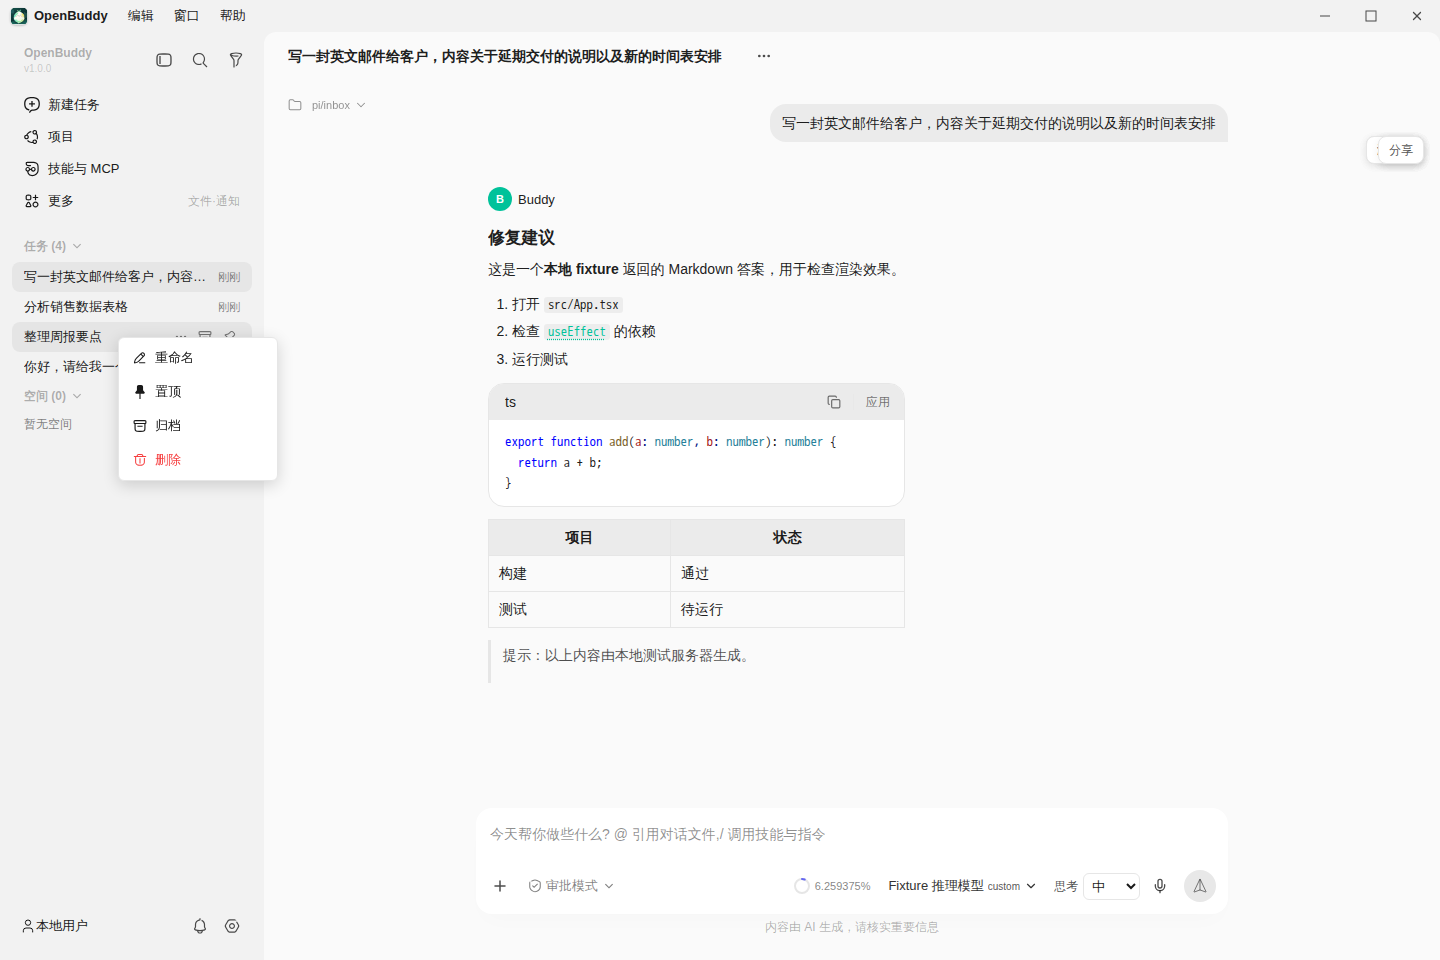 OpenBuddy 编辑 窗口 帮助
OpenBuddy
v1.0.0
新建任务
项目
技能与 MCP
更多 文件·通知
任务 (4)
写一封英文邮件给客户，内容... 刚刚
分析销售数据表格 刚刚
整理周报要点
你好，请给我一
空间 (0)
暂无空间
重命名
置顶
归档
删除
本地用户
写一封英文邮件给客户，内容关于延期交付的说明以及新的时间表安排 ...
pi/inbox
写一封英文邮件给客户，内容关于延期交付的说明以及新的时间表安排
分享
B Buddy
修复建议
这是一个本地 fixture 返回的 Markdown 答案，用于检查渲染效果。
1. 打开 src/App.tsx
2. 检查 useEffect 的依赖
3. 运行测试
ts 应用
export function add(a: number, b: number): number {
return a + b;
}
项目 状态
构建 通过
测试 待运行
提示：以上内容由本地测试服务器生成。
今天帮你做些什么? @ 引用对话文件,/ 调用技能与指令
审批模式 6.259375% Fixture 推理模型 custom 思考 中
内容由 AI 生成，请核实重要信息